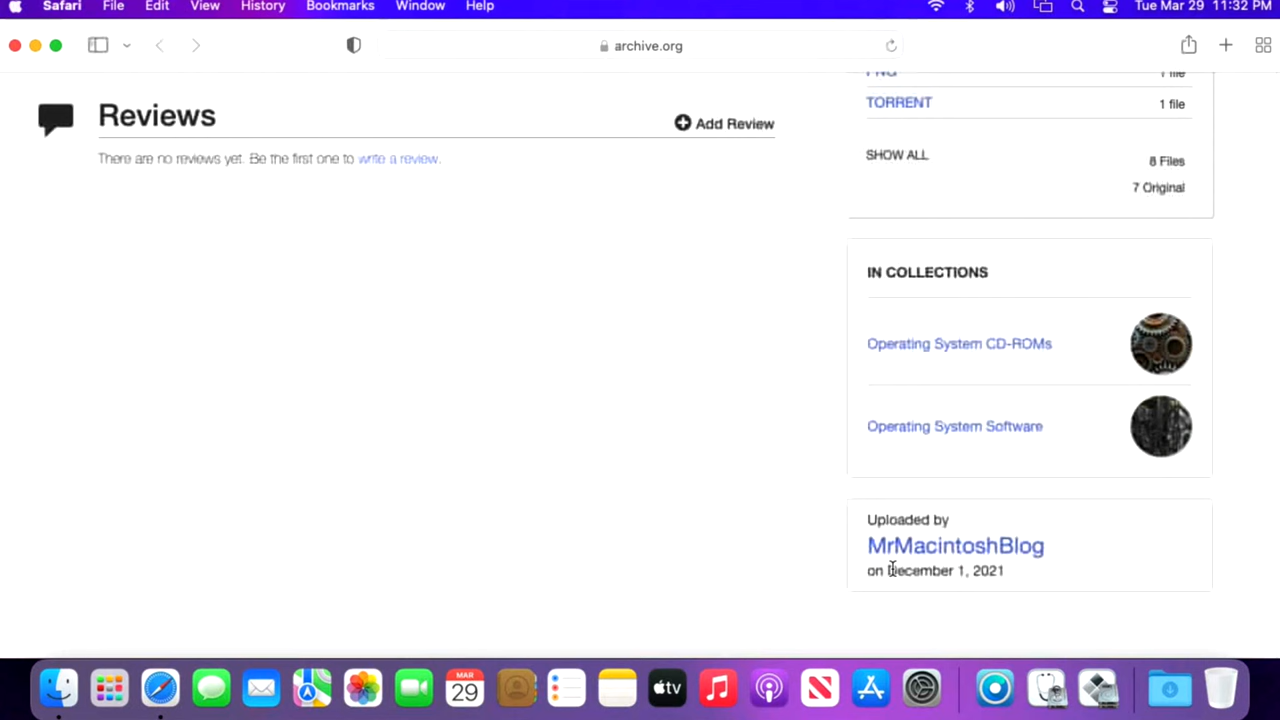 Safari File Edit View History Bookmarks Window Help Tue Mar 29 11:32 PM
archive.org
PNG 1 file
TORRENT 1 file
SHOW ALL 8 Files
7 Original
Reviews Add Review
There are no reviews yet. Be the first one to write a review.
IN COLLECTIONS
Operating System CD-ROMs
Operating System Software
Uploaded by
MrMacintoshBlog
on December 1, 2021
MAR
29
tv